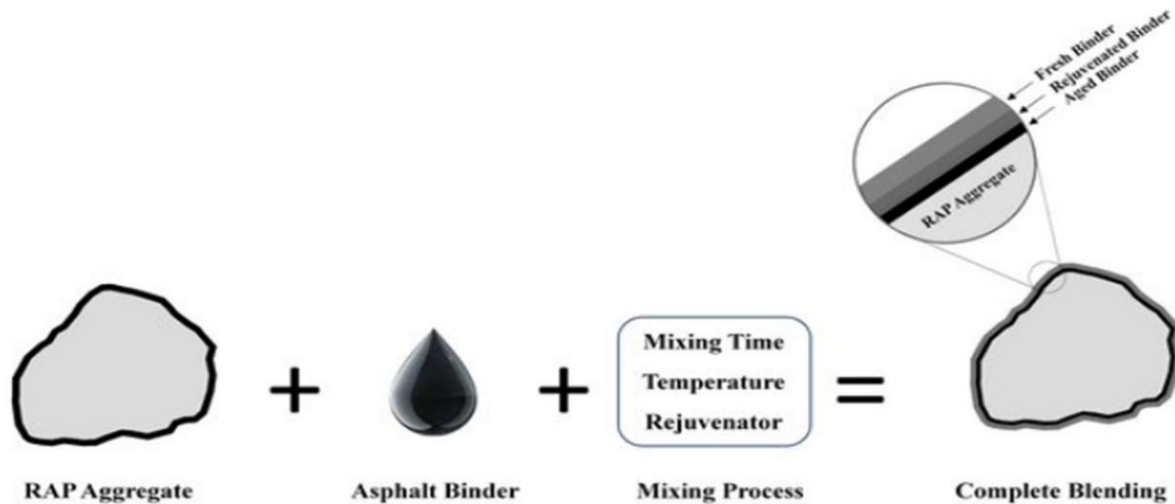 Fresh Binder
Rejuvenated Binder
Aged Binder
RAP Aggregate
Mixing Time
Temperature
Rejuvenator
RAP Aggregate
Asphalt Binder
Mixing Process
Complete Blending